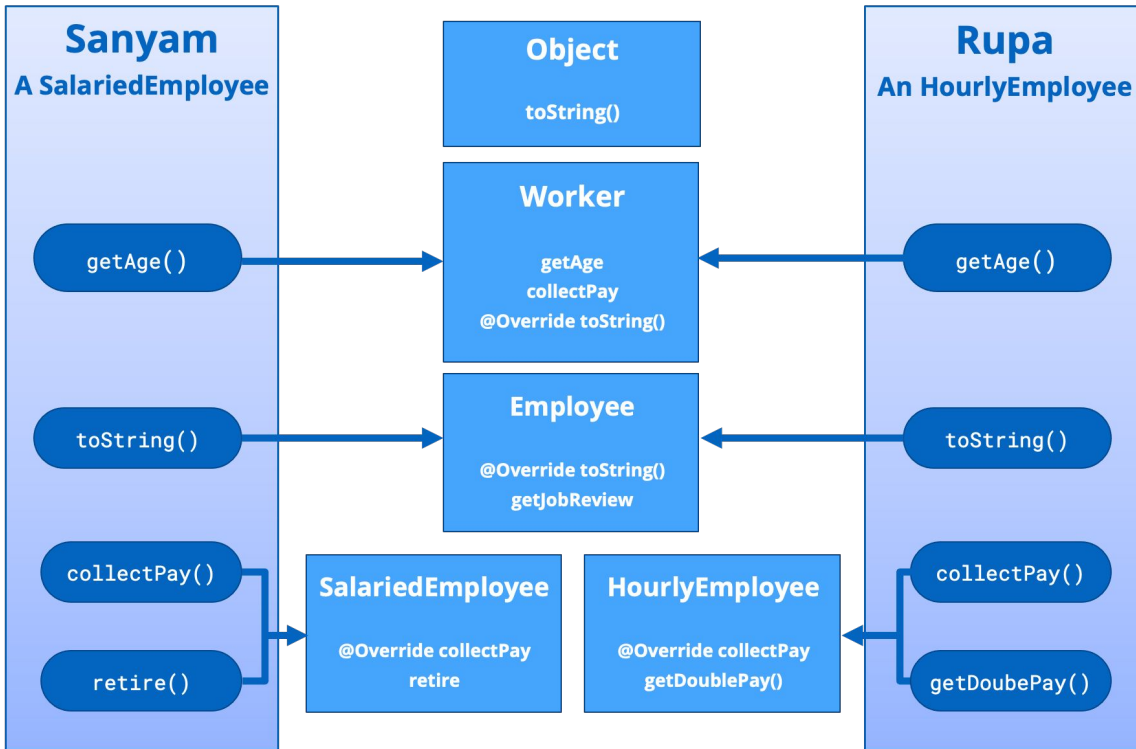 Sanyam
A SalariedEmployee
getAge()
toString()
collectPay()
retire()
Object
toString()
Worker
getAge
collectPay
@Override toString()
Employee
@Override toString()
getJobReview
SalariedEmployee
@Override collectPay
retire
HourlyEmployee
@Override collectPay
getDoublePay()
Rupa
An HourlyEmployee
getAge()
toString()
collectPay()
getDoubePay()